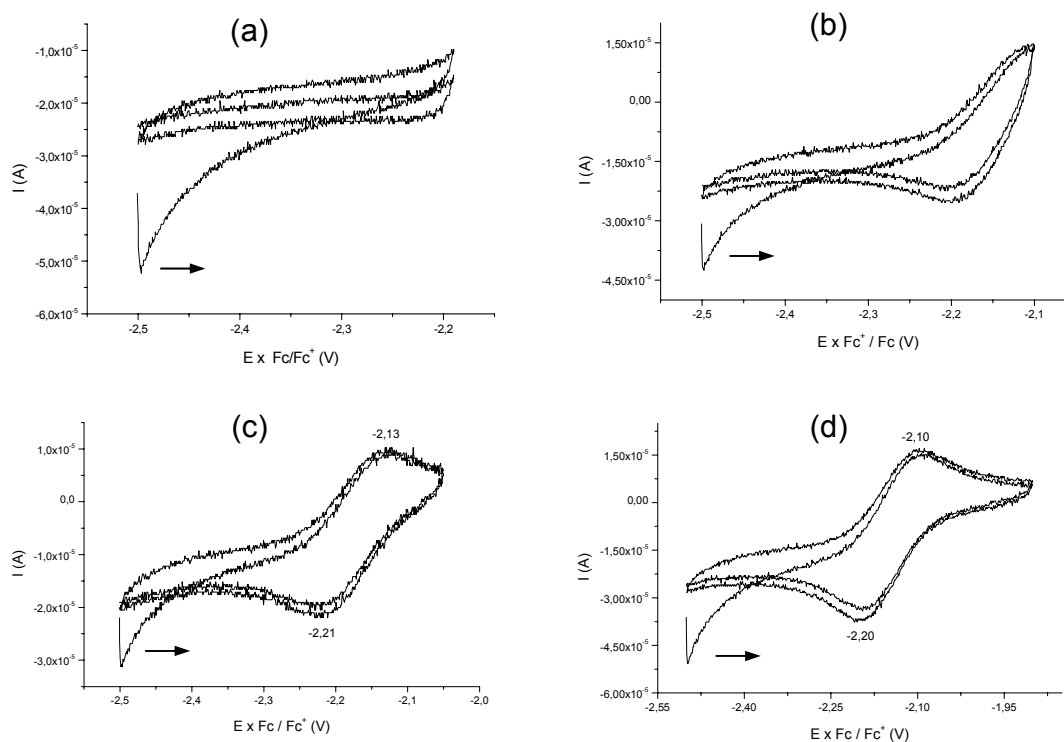 (a)
-1,0x10⁻⁵
-2,0x10⁻⁵
-3,0x10⁻⁵
-4,0x10⁻⁵
-5,0x10⁻⁵
-6,0x10⁻⁵
I (A)
-2,5 -2,4 -2,3 -2,2
E x Fc/Fc⁺ (V)
(b)
1,50x10⁻⁵
0,00
-1,50x10⁻⁵
-3,00x10⁻⁵
-4,50x10⁻⁵
I (A)
-2,5 -2,4 -2,3 -2,2 -2,1
E x Fc⁺ / Fc (V)
(c)
-2,13
1,0x10⁻⁵
0,0
-1,0x10⁻⁵
-2,0x10⁻⁵
-3,0x10⁻⁵
I (A)
-2,21
-2,5 -2,4 -2,3 -2,2 -2,1 -2,0
E x Fc / Fc⁺ (V)
(d)
-2,10
1,50x10⁻⁵
0,00
-1,50x10⁻⁵
-3,00x10⁻⁵
-4,50x10⁻⁵
-6,00x10⁻⁵
I (A)
-2,20
-2,55 -2,40 -2,25 -2,10 -1,95
E x Fc / Fc⁺ (V)